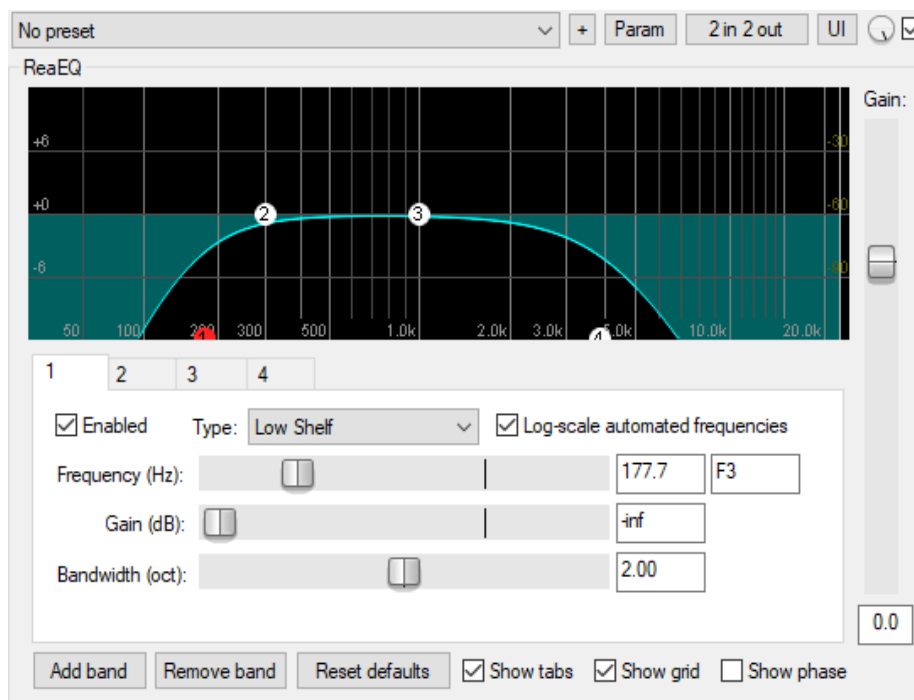 No preset
+
Param
2 in 2 out
UI
ReaEQ
Gain:
+6
-30
+0
-60
2
3
-6
-90
50 100 200 300 500 1.0k 2.0k 3.0k 5.0k 10.0k 20.0k
1
4
1 2 3 4
Enabled Type: Low Shelf Log-scale automated frequencies
Frequency (Hz): 177.7 F3
Gain (dB): -inf
Bandwidth (oct): 2.00
0.0
Add band Remove band Reset defaults Show tabs Show grid Show phase